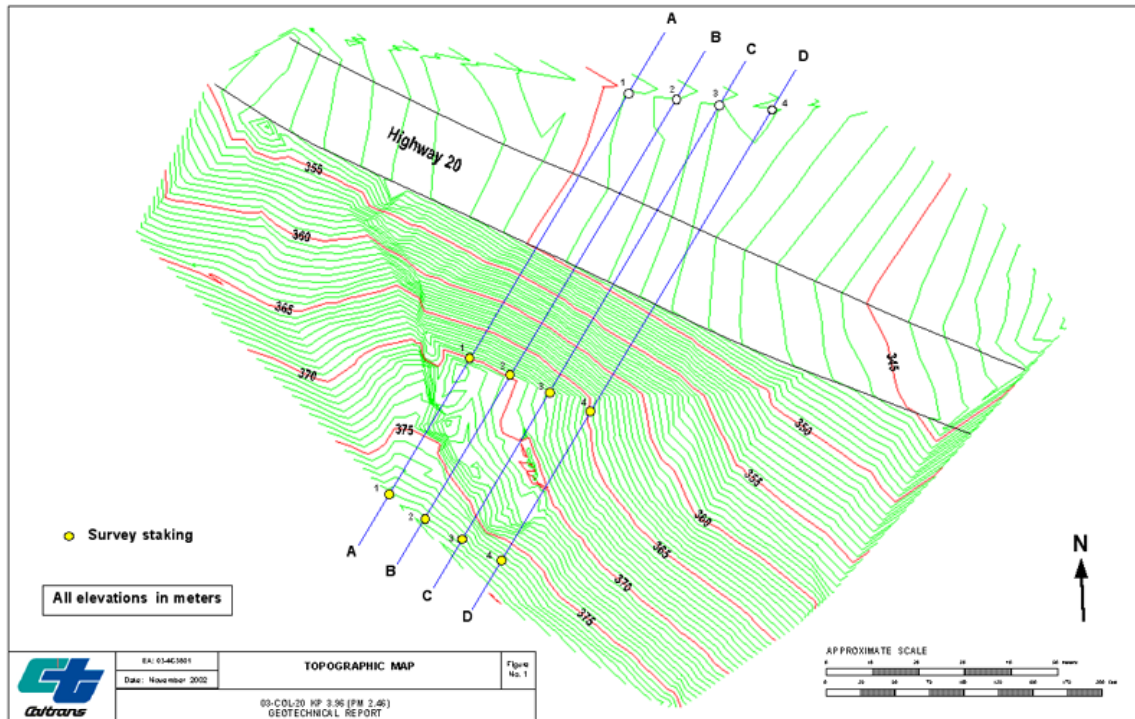 A
B
C
D
1
2
3
4
Highway 20
355
360
365
370
375
345
350
355
360
365
370
375
1
2
3
4
1
2
3
4
A
B
C
D
Survey staking
All elevations in meters
N
APPROXIMATE SCALE
Caltrans
Date: November 2002
TOPOGRAPHIC MAP
Figure
No. 1
03-COL-20 KP 3.96 (PM 2.46)
GEOTECHNICAL REPORT